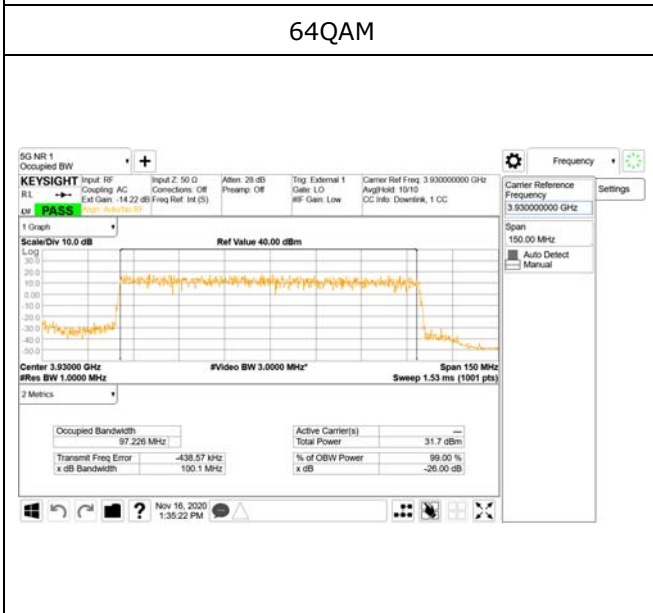 64QAM
5G NR 1
Occupied BW
Frequency
KEYSIGHT
RL
PASS
Input: RF
Coupling: AC
Ext Gain: -14.22 dB
Align: Auto/No RF
Input Z: 50 Ω
Corrections: Off
Freq Ref: Int (S)
Atten: 28 dB
Preamp: Off
Trig: External 1
Gate: LO
#IF Gain: Low
Carrier Ref Freq: 3.930000000 GHz
Avg|Hold: 10/10
CC Info: Downlink, 1 CC
Carrier Reference
Frequency
3.930000000 GHz
Settings
Span
150.00 MHz
Auto Detect
Manual
1 Graph
Scale/Div 10.0 dB
Ref Value 40.00 dBm
Log
30.0
20.0
10.0
0.00
-10.0
-20.0
-30.0
-40.0
-50.0
Center 3.93000 GHz
#Video BW 3.0000 MHz*
Span 150 MHz
#Res BW 1.0000 MHz
Sweep 1.53 ms (1001 pts)
2 Metrics
Occupied Bandwidth
97.226 MHz
Active Carrier(s) ---
Total Power 31.7 dBm
Transmit Freq Error -438.57 kHz
% of OBW Power 99.00 %
x dB Bandwidth 100.1 MHz
x dB -26.00 dB
Nov 16, 2020
1:35:22 PM